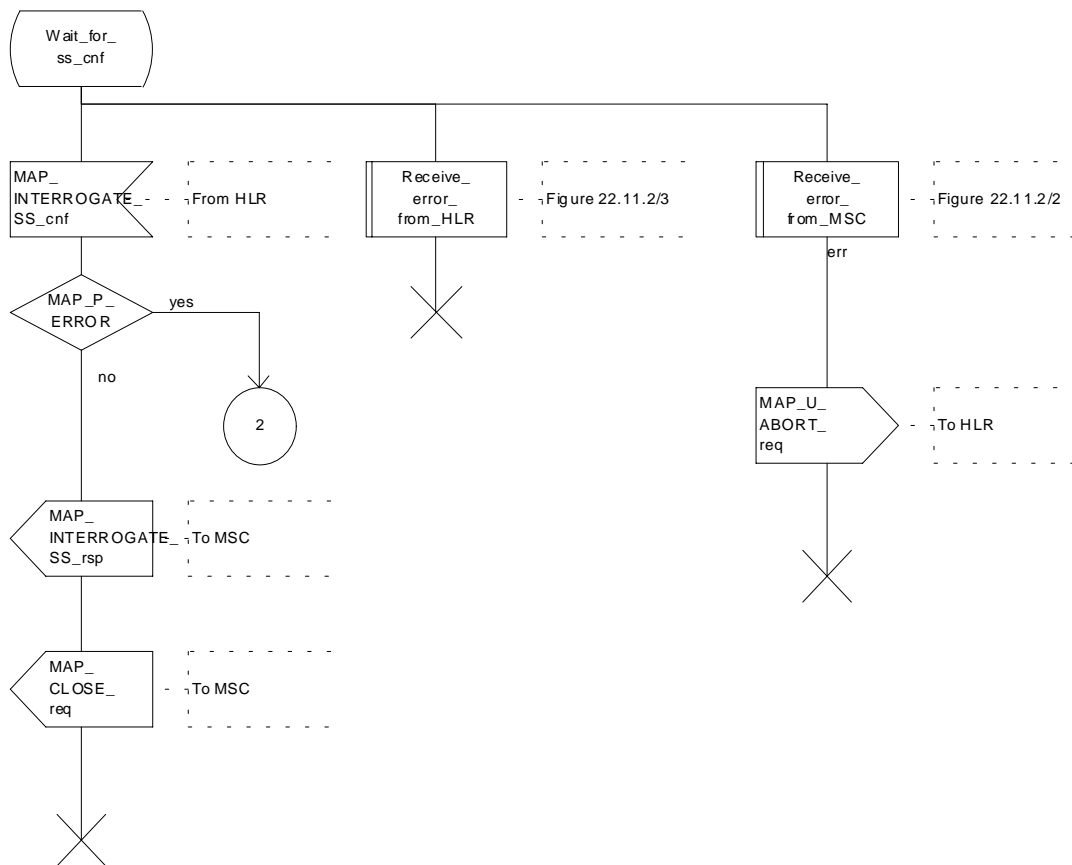 Wait_for_
ss_cnf
MAP_
INTERROGATE_
SS_cnf
From HLR
Receive_
error_
from_HLR
Figure 22.11.2/3
Receive_
error_
from_MSC
Figure 22.11.2/2
err
MAP_P_
ERROR
yes
no
2
MAP_U_
ABORT_
req
To HLR
MAP_
INTERROGATE_
SS_rsp
To MSC
MAP_
CLOSE_
req
To MSC